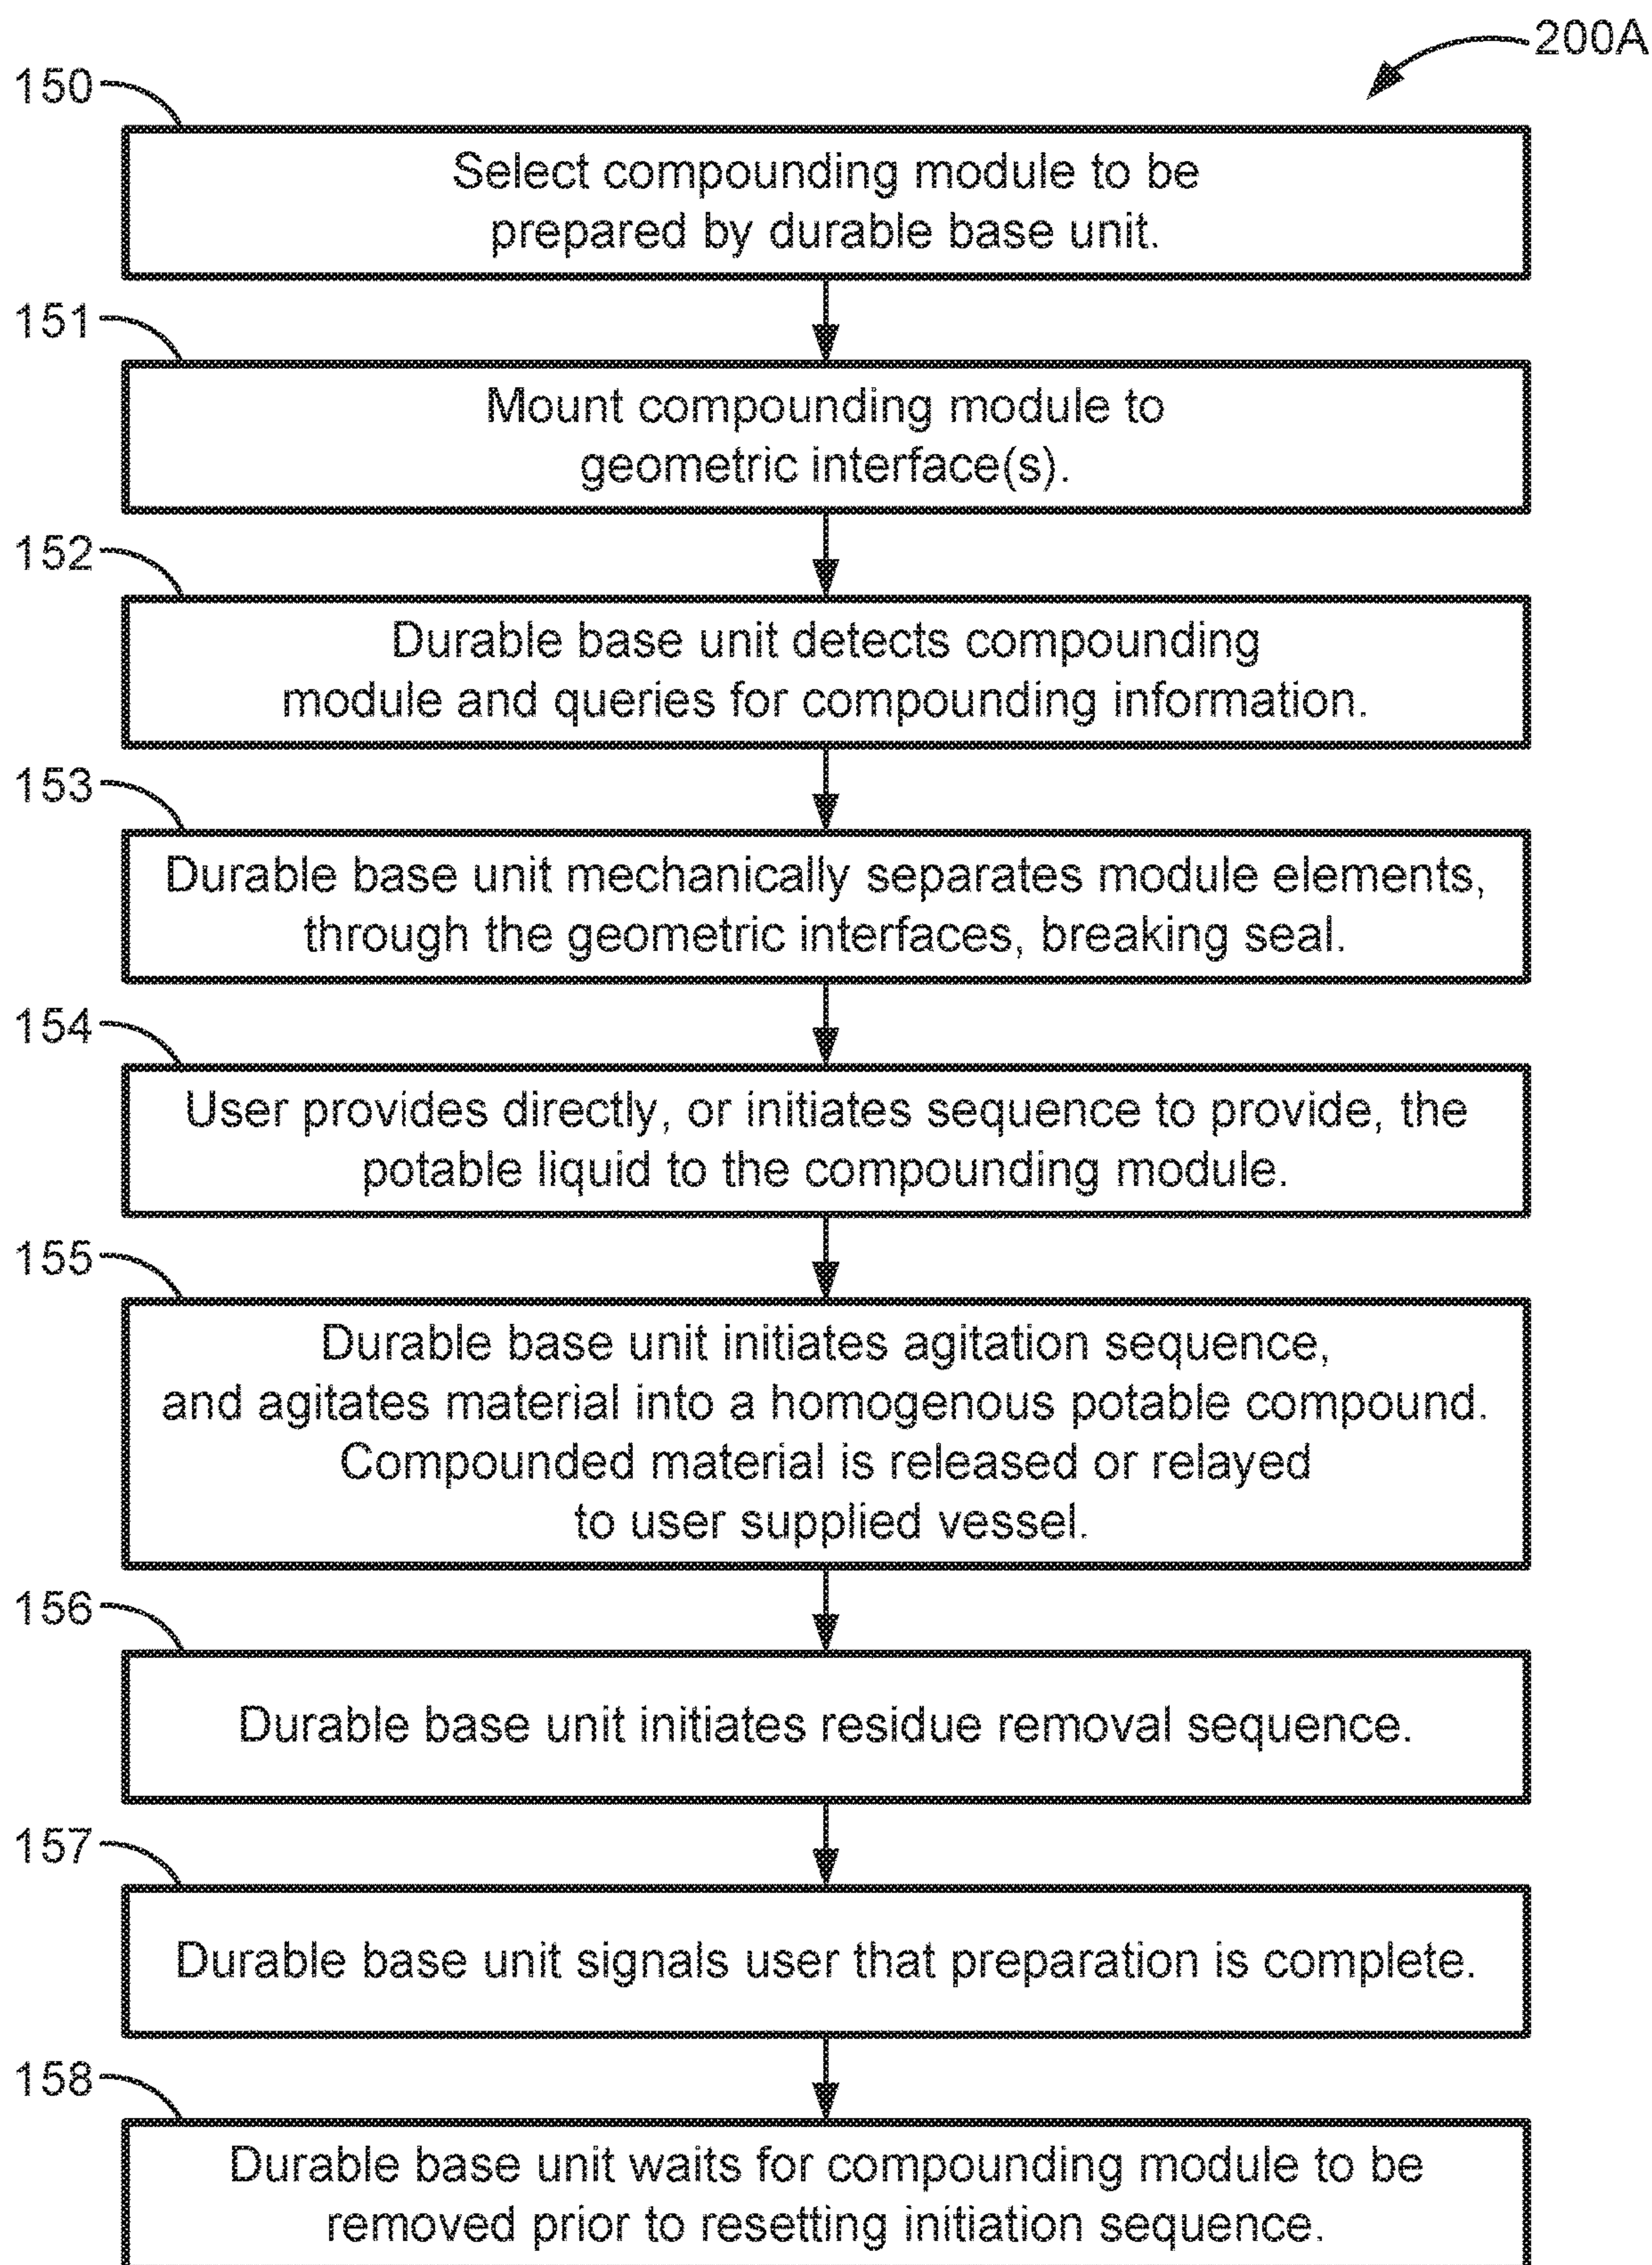 200A
150
Select compounding module to be
prepared by durable base unit.
151
Mount compounding module to
geometric interface(s).
152
Durable base unit detects compounding
module and queries for compounding information.
153
Durable base unit mechanically separates module elements,
through the geometric interfaces, breaking seal.
154
User provides directly, or initiates sequence to provide, the
potable liquid to the compounding module.
155
Durable base unit initiates agitation sequence,
and agitates material into a homogenous potable compound.
Compounded material is released or relayed
to user supplied vessel.
156
Durable base unit initiates residue removal sequence.
157
Durable base unit signals user that preparation is complete.
158
Durable base unit waits for compounding module to be
removed prior to resetting initiation sequence.